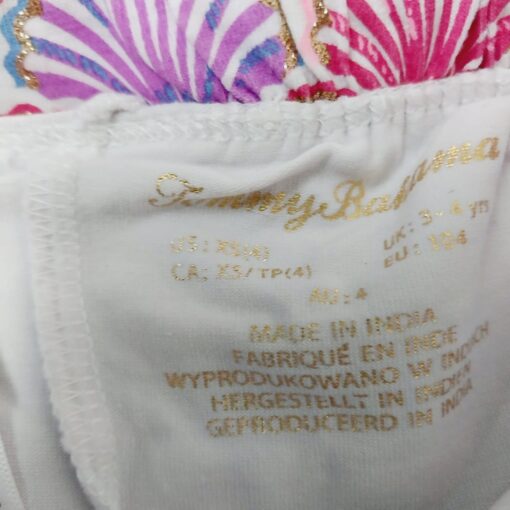 Tommy Bahama
US: XS(4) UK: 3-4 yrs
CA: XS/TP(4) EU: 104
AU: 4
MADE IN INDIA
FABRIQUÉ EN INDE
WYPRODUKOWANO W INDIECH
HERGESTELLT IN INDIEN
GEPRODUCEERD IN INDIA